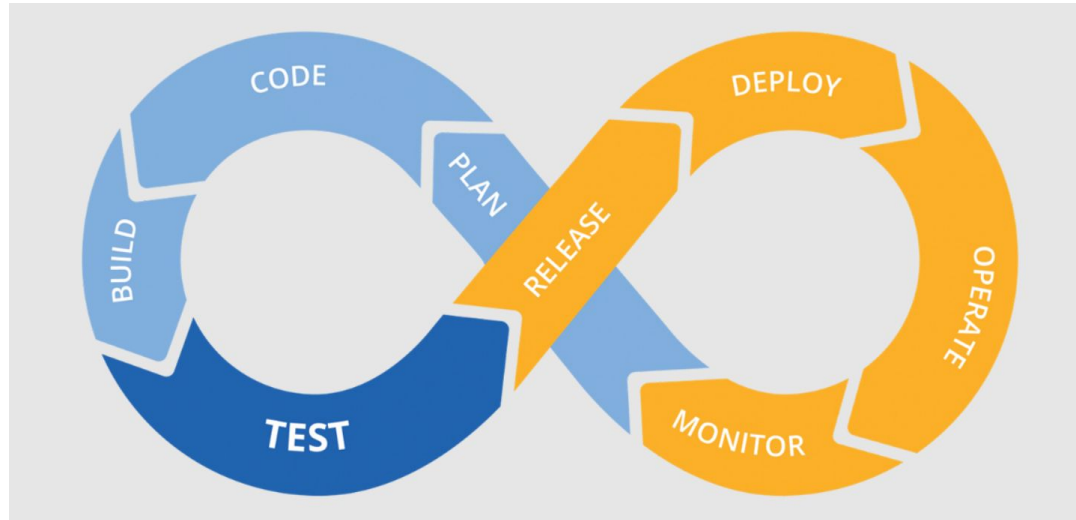 CODE
DEPLOY
PLAN
BUILD
RELEASE
OPERATE
TEST
MONITOR